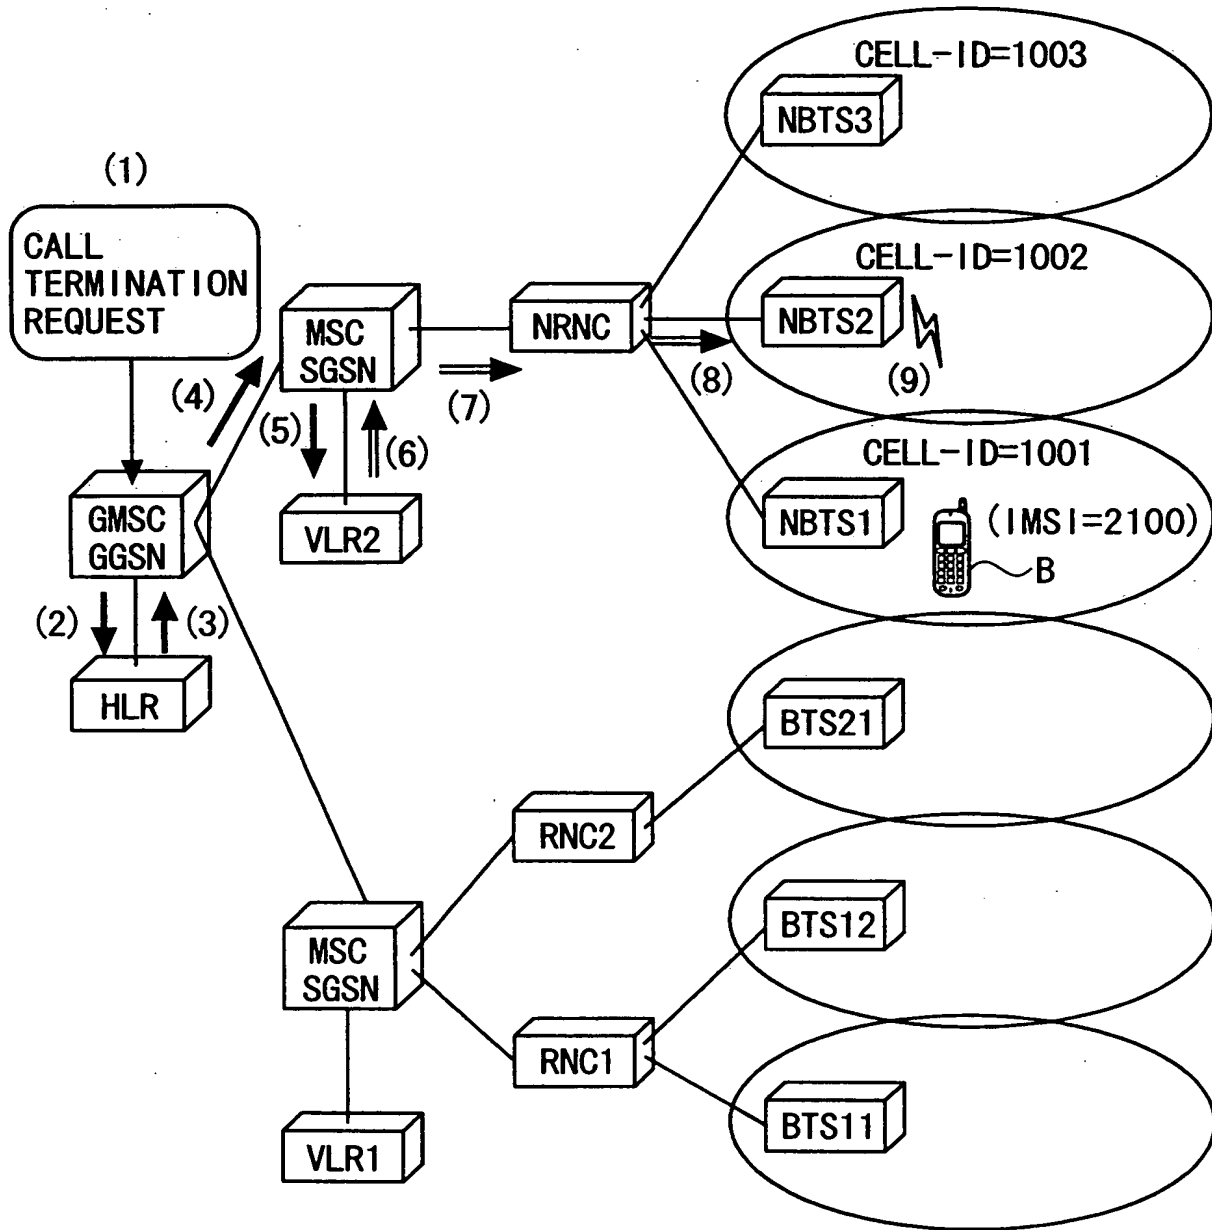 CELL-ID=1003
NBTS3
(1)
CALL
TERMINATION
REQUEST
CELL-ID=1002
NBTS2
(9)
MSC
SGSN
NRNC
(4)
(7)
(8)
(5)
(6)
CELL-ID=1001
NBTS1
(IMSI=2100)
B
GMSC
GGSN
VLR2
(2)
(3)
HLR
BTS21
RNC2
BTS12
MSC
SGSN
RNC1
BTS11
VLR1